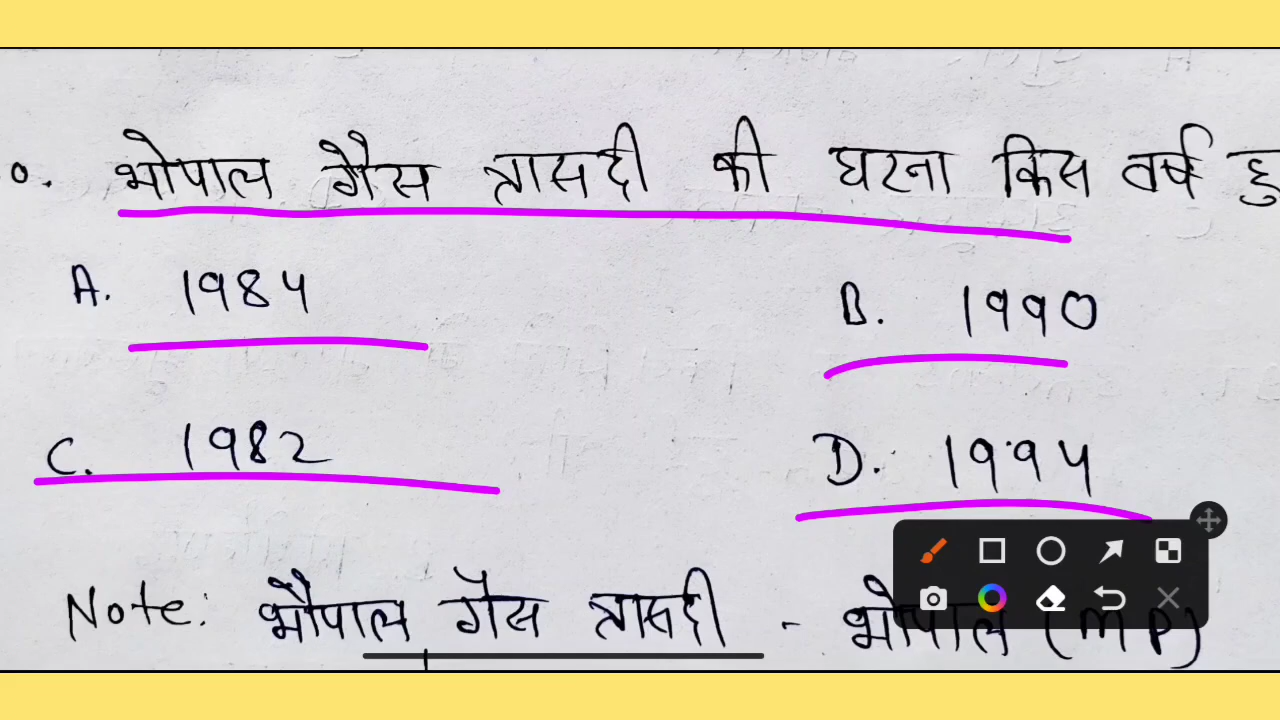 0. भोपाल गैस त्रासदी की घटना किस वर्ष हु
A. 1984
B. 1990
C. 1982
D. 1994
Note: भौपाल गैस त्रासदी - भोपाल (MP)